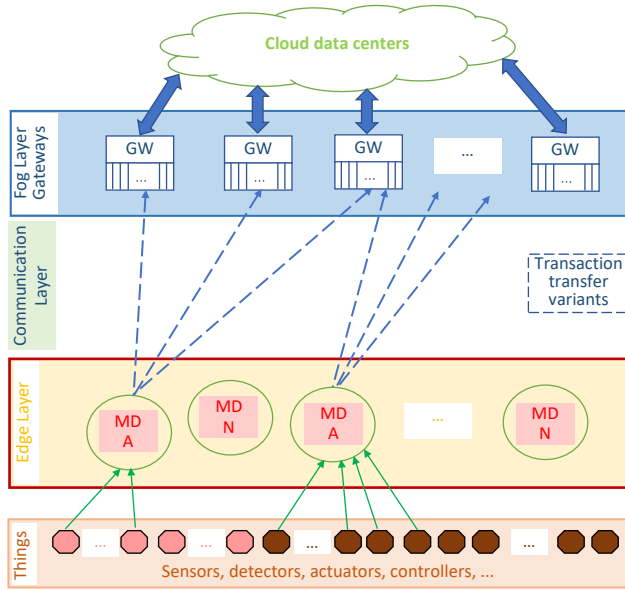 Cloud data centers
Fog Layer
Gateways
GW
...
GW
...
GW
...
...
GW
...
Communication
Layer
Transaction
transfer
variants
Edge Layer
MD
A
MD
N
MD
A
...
MD
N
Things
...
...
...
...
Sensors, detectors, actuators, controllers, ...